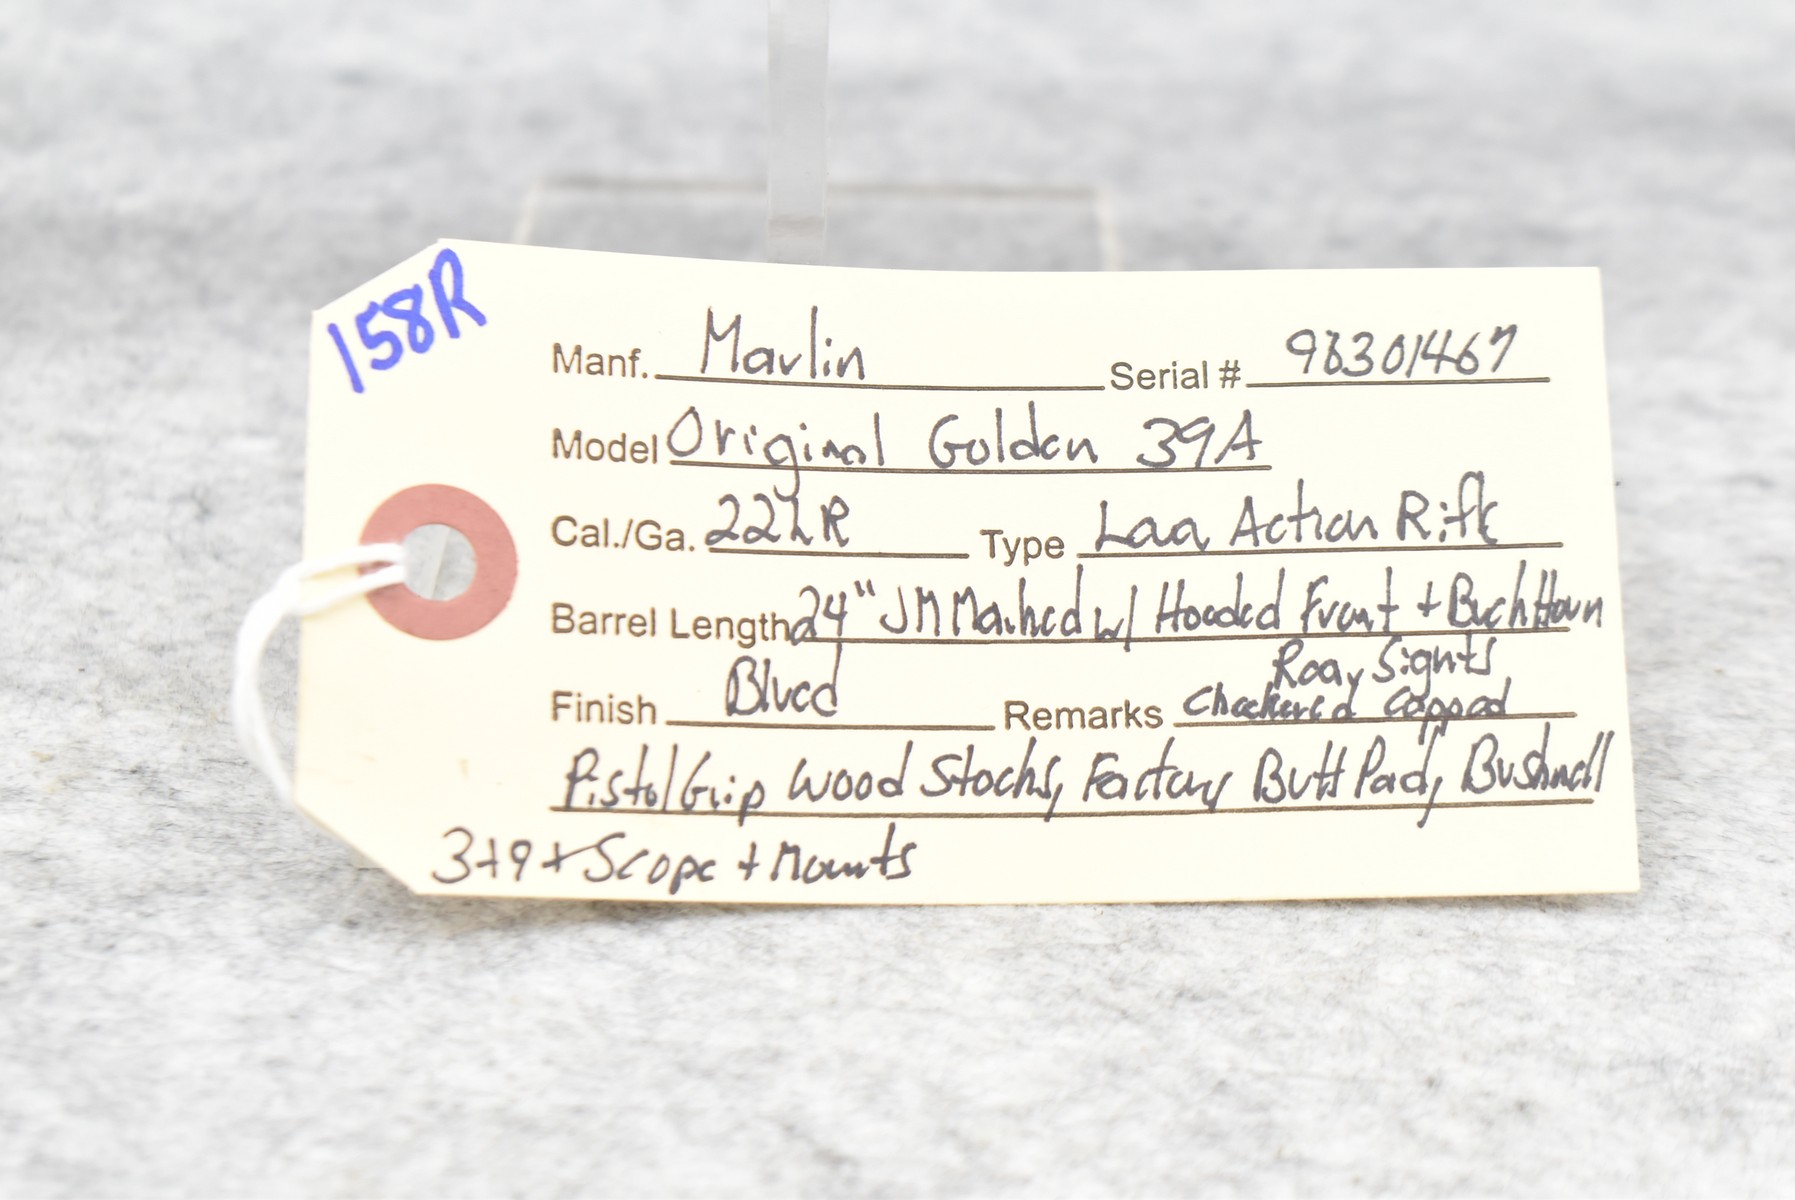 158R
Manf. Marlin Serial # 98301467
Model Original Golden 39A
Cal./Ga. 22LR Type Lever Action Rifle
Barrel Length 24" JM Marked w/ Hooded Front + Buckhorn
Rear Sights
Finish Blued Remarks Checkered Capped
Pistol Grip Wood Stocks, Factory Butt Pad, Bushnell
3+9+ Scope + Mounts